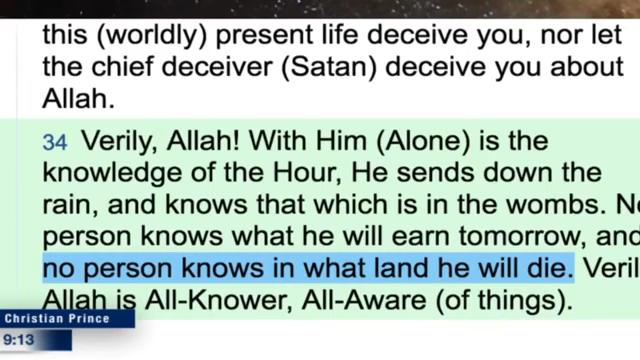 this (worldly) present life deceive you, nor let
the chief deceiver (Satan) deceive you about
Allah.
34 Verily, Allah! With Him (Alone) is the
knowledge of the Hour, He sends down the
rain, and knows that which is in the wombs. No
person knows what he will earn tomorrow, and
no person knows in what land he will die. Veril
Allah is All-Knower, All-Aware (of things).
Christian Prince
9:13